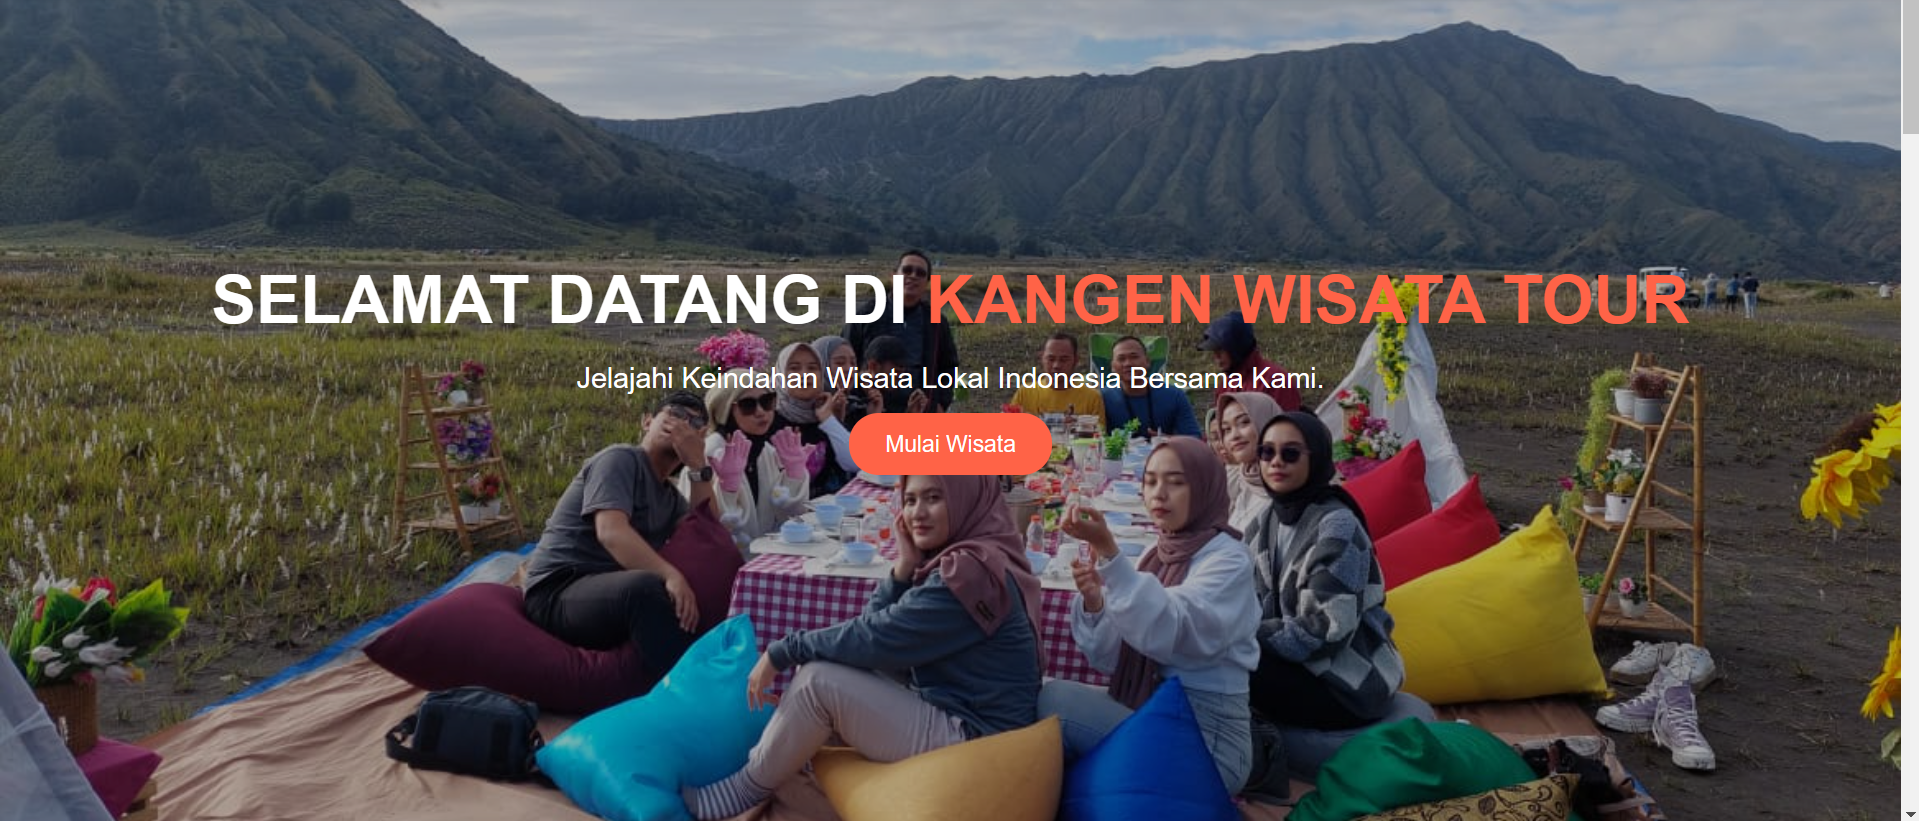 SELAMAT DATANG DI KANGEN WISATA TOUR
Jelajahi Keindahan Wisata Lokal Indonesia Bersama Kami.
Mulai Wisata